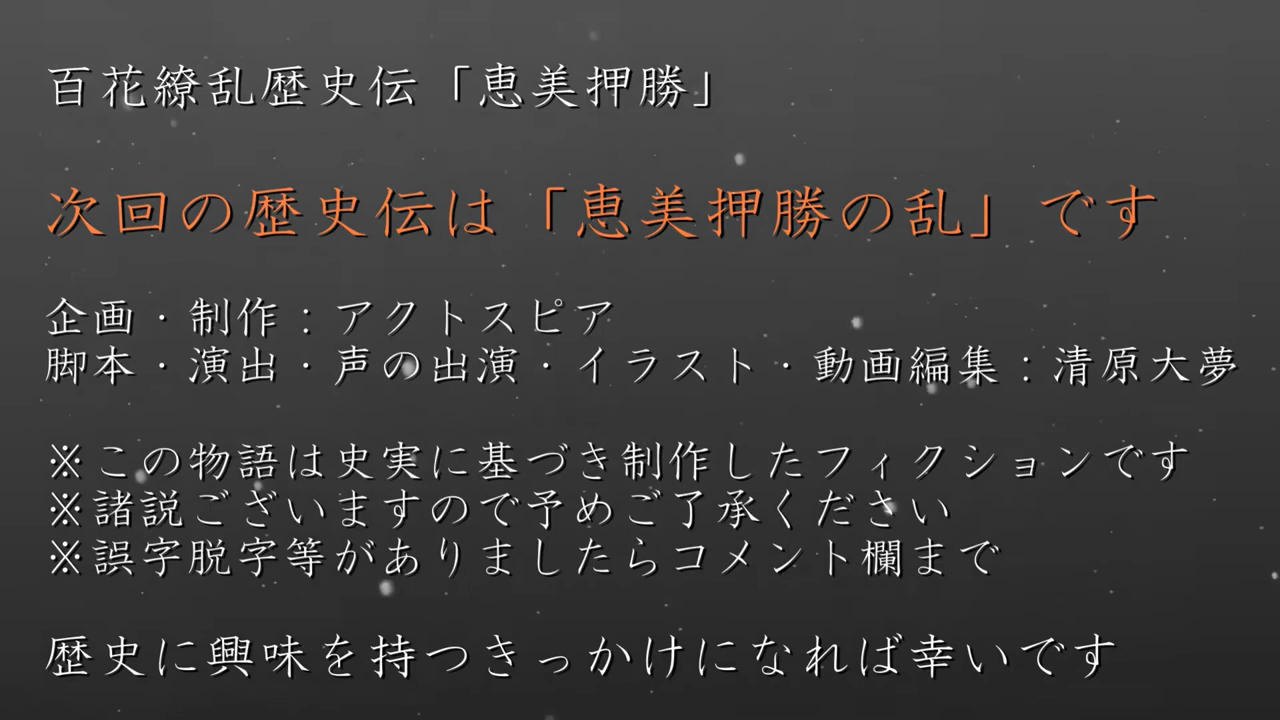 百花繚乱歴史伝「恵美押勝」
次回の歴史伝は「恵美押勝の乱」です
企画・制作：アクトスピア
脚本・演出・声の出演・イラスト・動画編集：清原大夢
※この物語は史実に基づき制作したフィクションです
※諸説ございますので予めご了承ください
※誤字脱字等がありましたらコメント欄まで
歴史に興味を持つきっかけになれば幸いです